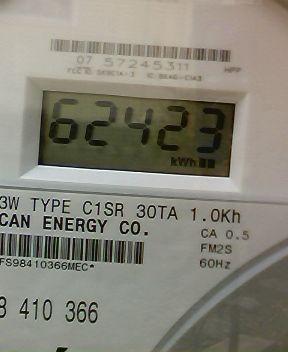 07 57245311
HPP
62423
kWh
3W TYPE C1SR 30TA 1.0Kh
CAN ENERGY CO.
CA 0.5
FM2S
FS98410366MEC*
60Hz
8 410 366